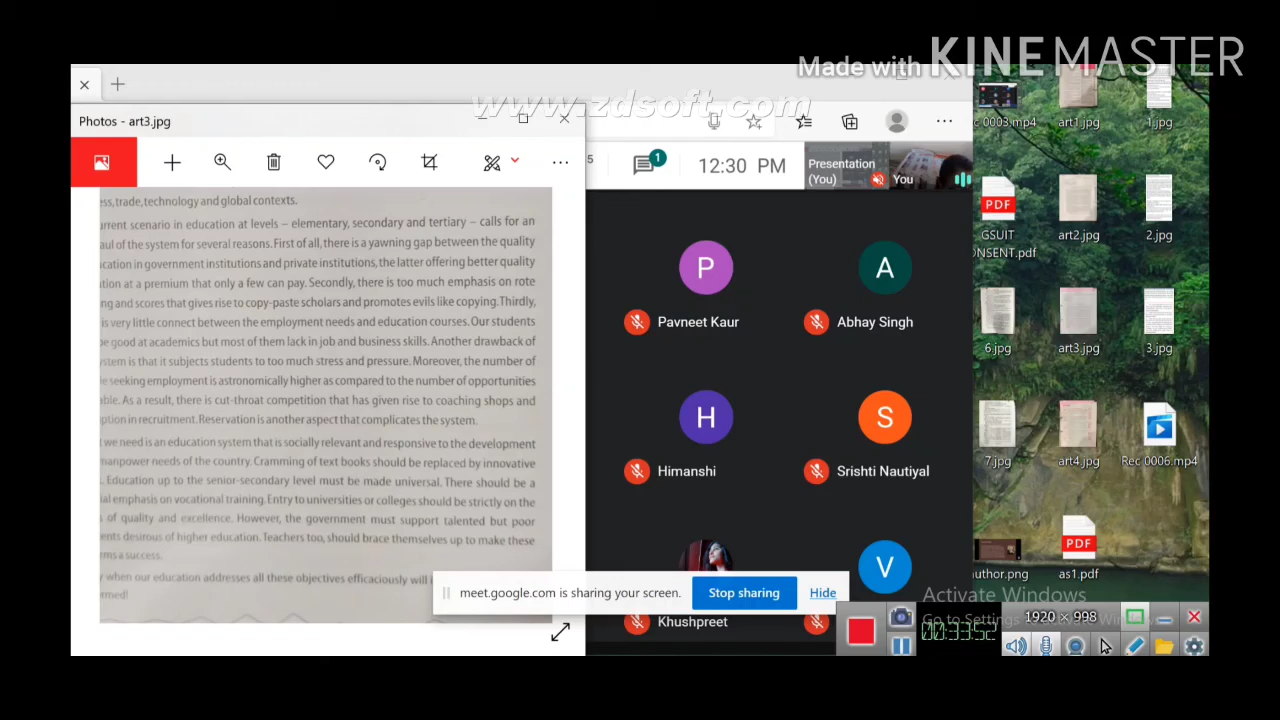 Made with KINEMASTER
www.zdsoft.com
Photos - art3.jpg
5
1
12:30 PM
Presentation
(You)
You
ess, trade, technology and global contexts.
urrent scenario in education at levels – elementary, secondary and tertiary – calls for an
aul of the system for several reasons. First of all, there is a yawning gap between the quality
ucation in government institutions and private institutions, the latter offering better quality
tion at a premium that only a few can pay. Secondly, there is too much emphasis on rote
ng and scores that gives rise to copy-paste scholars and promotes evils like copying. Thirdly,
is very little connect between the employment needs and education courses. Our students
be good at academics but most of them lack in job and business skills. Another drawback of
ystem is that it subjects students to too much stress and pressure. Moreover, the number of
le seeking employment is astronomically higher as compared to the number of opportunities
able. As a result, there is cut-throat competition that has given rise to coaching shops and
ption in recruitment. Reservation is another aspect that complicates the system.
t we need is an education system that is socially relevant and responsive to the development
manpower needs of the country. Cramming of text books should be replaced by innovative
. Education up to the senior-secondary level must be made universal. There should be a
ial emphasis on vocational training. Entry to universities or colleges should be strictly on the
s of quality and excellence. However, the government must support talented but poor
ents desirous of higher education. Teachers too, should brace themselves up to make these
rms a success.
y when our education addresses all these objectives efficaciously will i
ormed!
P
Pavneet Kaur
A
Abhay Singh
H
Himanshi
S
Srishti Nautiyal
V
Khushpreet
meet.google.com is sharing your screen.
Stop sharing
Hide
c 0003.mp4
art1.jpg
1.jpg
PDF
GSUIT
ONSENT.pdf
art2.jpg
2.jpg
6.jpg
art3.jpg
3.jpg
7.jpg
art4.jpg
Rec 0006.mp4
author.png
PDF
as1.pdf
Activate Windows
Go to Settings to activate Windows
1920 × 998
00:33:52